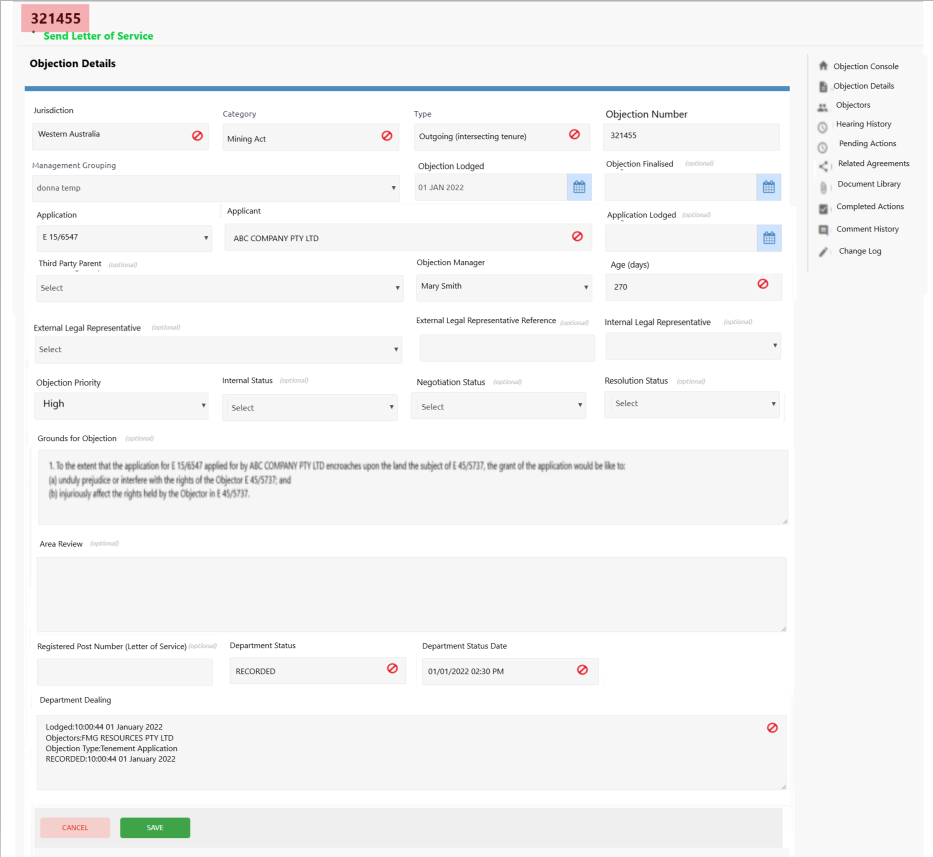 321455
Send Letter of Service
Objection Details
Jurisdiction
Category
Type
Objection Number
Western Australia
Mining Act
Outgoing (intersecting tenure)
321455
Management Grouping
Objection Lodged
Objection Finalised (optional)
donna temp
01 JAN 2022
Application
Applicant
Application Lodged (optional)
E 15/6547
ABC COMPANY PTY LTD
Third Party Parent (optional)
Objection Manager
Age (days)
Select
Mary Smith
270
External Legal Representative (optional)
External Legal Representative Reference (optional)
Internal Legal Representative (optional)
Select
Objection Priority
Internal Status (optional)
Negotiation Status (optional)
Resolution Status (optional)
High
Select
Select
Select
Grounds for Objection (optional)
1. To the extent that the application for E 15/6547 applied for by ABC COMPANY PTY LTD encroaches upon the land the subject of E 45/5737, the grant of the application would be like to:
(a) unduly prejudice or interfere with the rights of the Objector E 45/5737; and
(b) injuriously affect the rights held by the Objector in E 45/5737.
Area Review (optional)
Registered Post Number (Letter of Service) (optional)
Department Status
Department Status Date
RECORDED
01/01/2022 02:30 PM
Department Dealing
Lodged:10:00:44 01 January 2022
Objectors:FMG RESOURCES PTY LTD
Objection Type:Tenement Application
RECORDED:10:00:44 01 January 2022
CANCEL
SAVE
Objection Console
Objection Details
Objectors
Hearing History
Pending Actions
Related Agreements
Document Library
Completed Actions
Comment History
Change Log